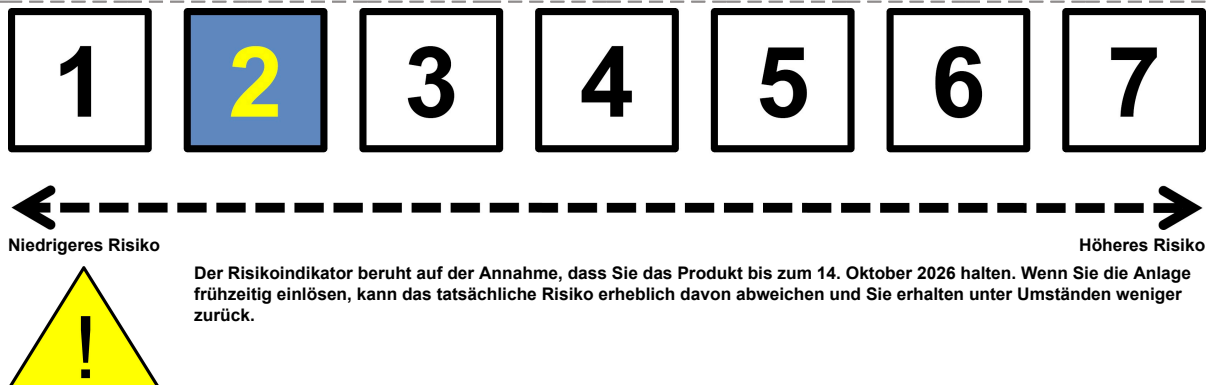 1 2 3 4 5 6 7
Niedrigeres Risiko Höheres Risiko
Der Risikoindikator beruht auf der Annahme, dass Sie das Produkt bis zum 14. Oktober 2026 halten. Wenn Sie die Anlage
frühzeitig einlösen, kann das tatsächliche Risiko erheblich davon abweichen und Sie erhalten unter Umständen weniger
zurück.
!